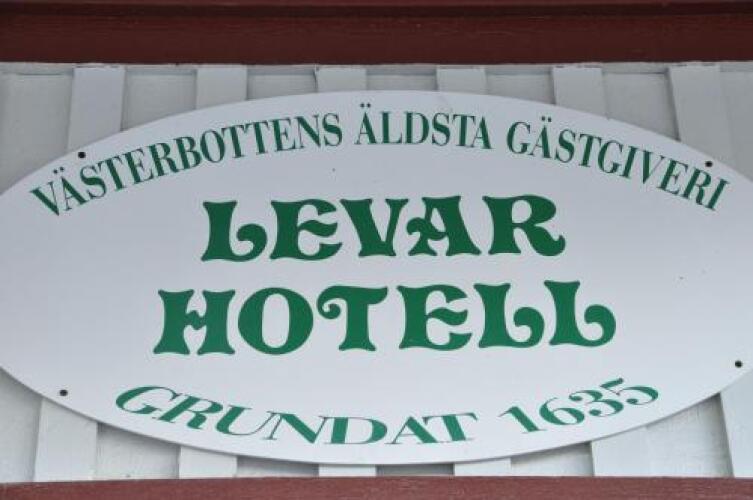 VÄSTERBOTTENS ÄLDSTA GÄSTGIVERI
LEVAR
HOTELL
GRUNDAT 1635